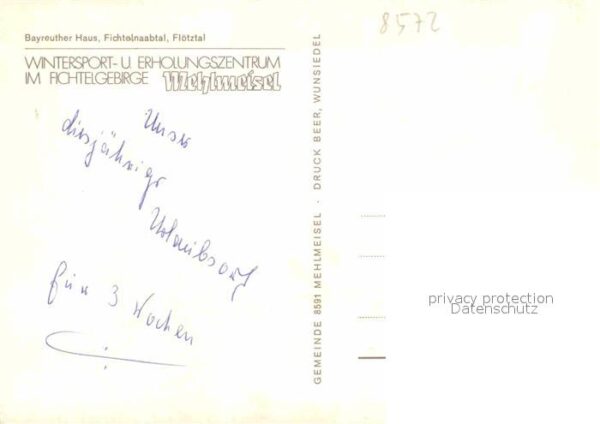 Bayreuther Haus, Fichtelnaabtal, Flötztal
WINTERSPORT- U. ERHOLUNGSZENTRUM
IM FICHTELGEBIRGE Mehlmeisel
8572
Unser
diesjähriger
Urlaubsort
für 3 Wochen
GEMEINDE 8591 MEHLMEISEL · DRUCK BEER, WUNSIEDEL
privacy protection
Datenschutz